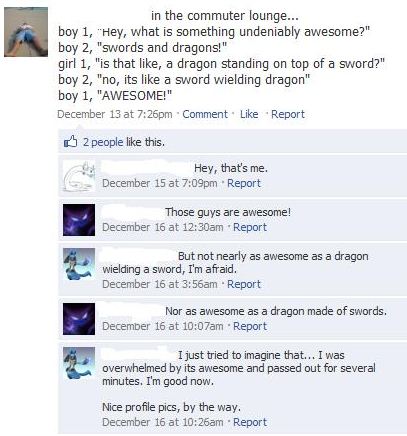 in the commuter lounge...
boy 1, "Hey, what is something undeniably awesome?"
boy 2, "swords and dragons!"
girl 1, "is that like, a dragon standing on top of a sword?"
boy 2, "no, its like a sword wielding dragon"
boy 1, "AWESOME!"
December 13 at 7:26pm · Comment · Like · Report
2 people like this.
Hey, that's me.
December 15 at 7:09pm · Report
Those guys are awesome!
December 16 at 12:30am · Report
But not nearly as awesome as a dragon
wielding a sword, I'm afraid.
December 16 at 3:56am · Report
Nor as awesome as a dragon made of swords.
December 16 at 10:07am · Report
I just tried to imagine that... I was
overwhelmed by its awesome and passed out for several
minutes. I'm good now.
Nice profile pics, by the way.
December 16 at 10:26am · Report